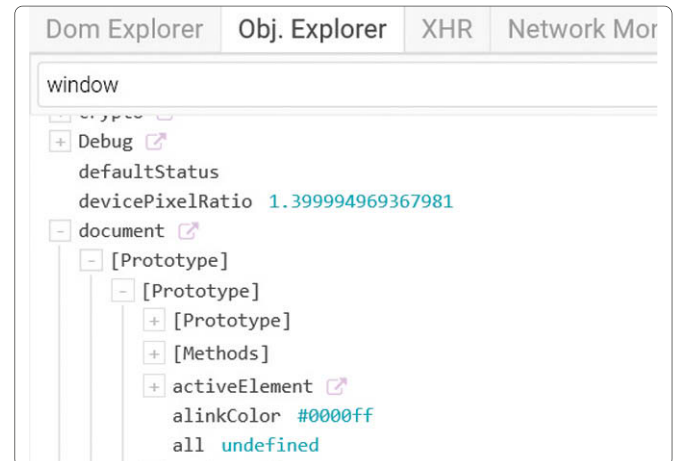 Dom Explorer Obj. Explorer XHR Network Mor
window
crypto
+ Debug
defaultStatus
devicePixelRatio 1.399994969367981
- document
- [Prototype]
- [Prototype]
+ [Prototype]
+ [Methods]
+ activeElement
alinkColor #0000ff
all undefined